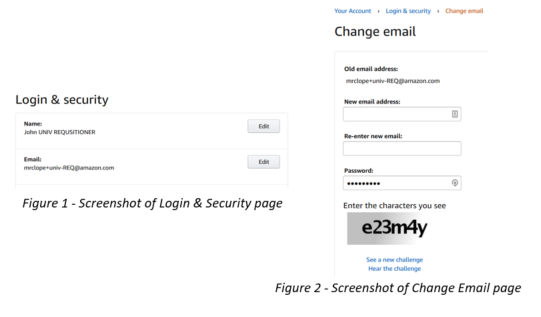 Login & security
Name:
John UNIV REQUSITIONER
Edit
Email:
mrclope+univ-REQ@amazon.com
Edit
Figure 1 - Screenshot of Login & Security page
Your Account › Login & security › Change email
Change email
Old email address:
mrclope+univ-REQ@amazon.com
New email address:
Re-enter new email:
Password:
•••••••••
Enter the characters you see
e23m4y
See a new challenge
Hear the challenge
Figure 2 - Screenshot of Change Email page